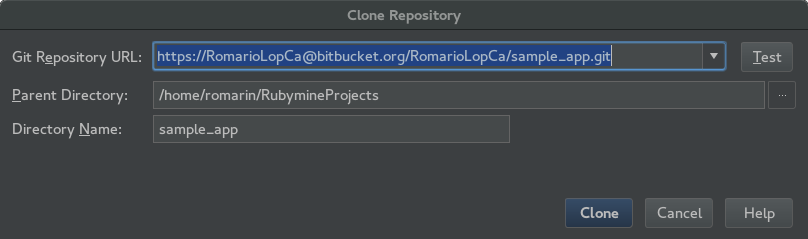 Clone Repository
Git Repository URL: https://RomarioLopCa@bitbucket.org/RomarioLopCa/sample_app.git Test
Parent Directory: /home/romarin/RubymineProjects ...
Directory Name: sample_app
Clone Cancel Help